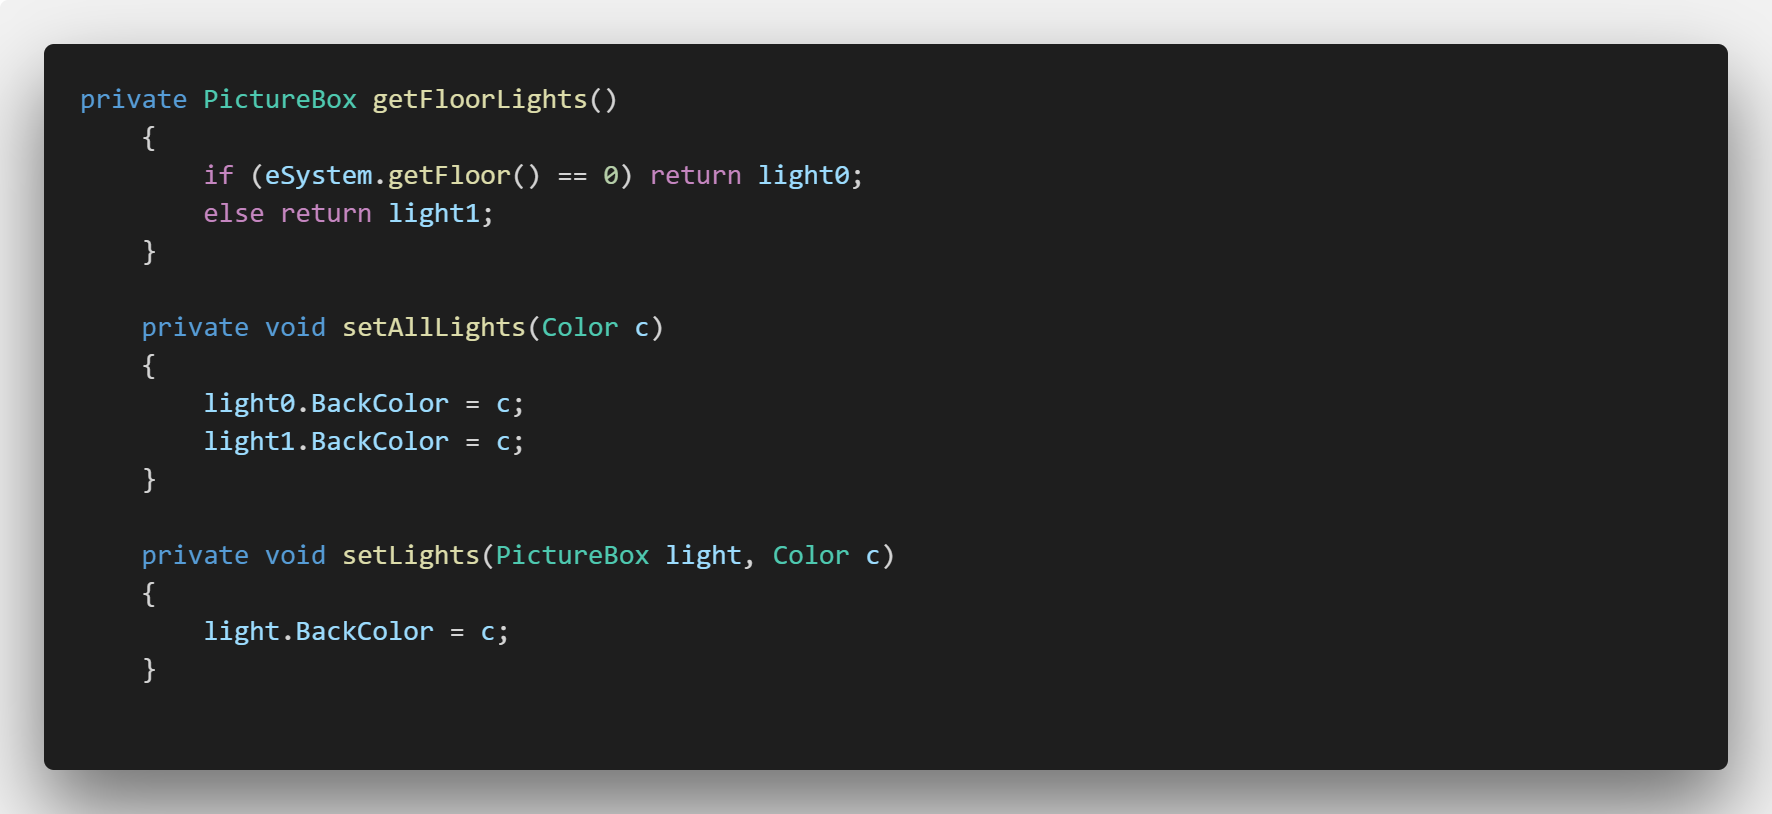 private PictureBox getFloorLights()
    {
        if (eSystem.getFloor() == 0) return light0;
        else return light1;
    }

    private void setAllLights(Color c)
    {
        light0.BackColor = c;
        light1.BackColor = c;
    }

    private void setLights(PictureBox light, Color c)
    {
        light.BackColor = c;
    }